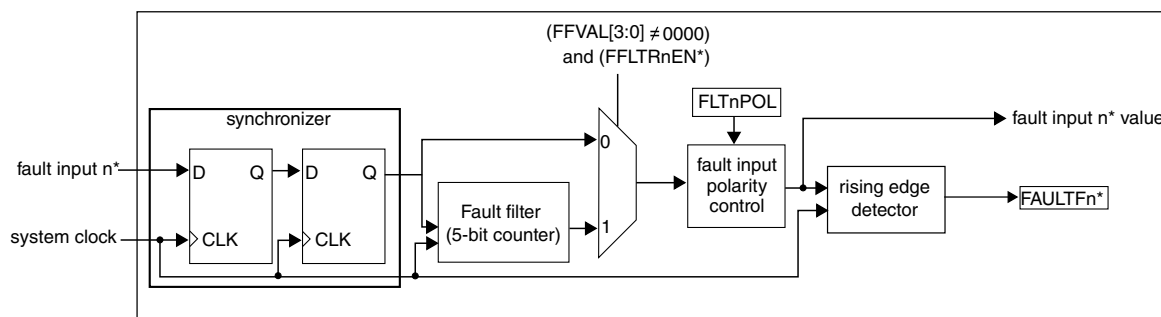 (FFVAL[3:0] ≠ 0000)
and (FFLTRnEN*)
FLTnPOL
synchronizer
fault input n*
D
Q
D
Q
CLK
CLK
system clock
Fault filter
(5-bit counter)
0
1
fault input
polarity
control
fault input n* value
rising edge
detector
FAULTFn*